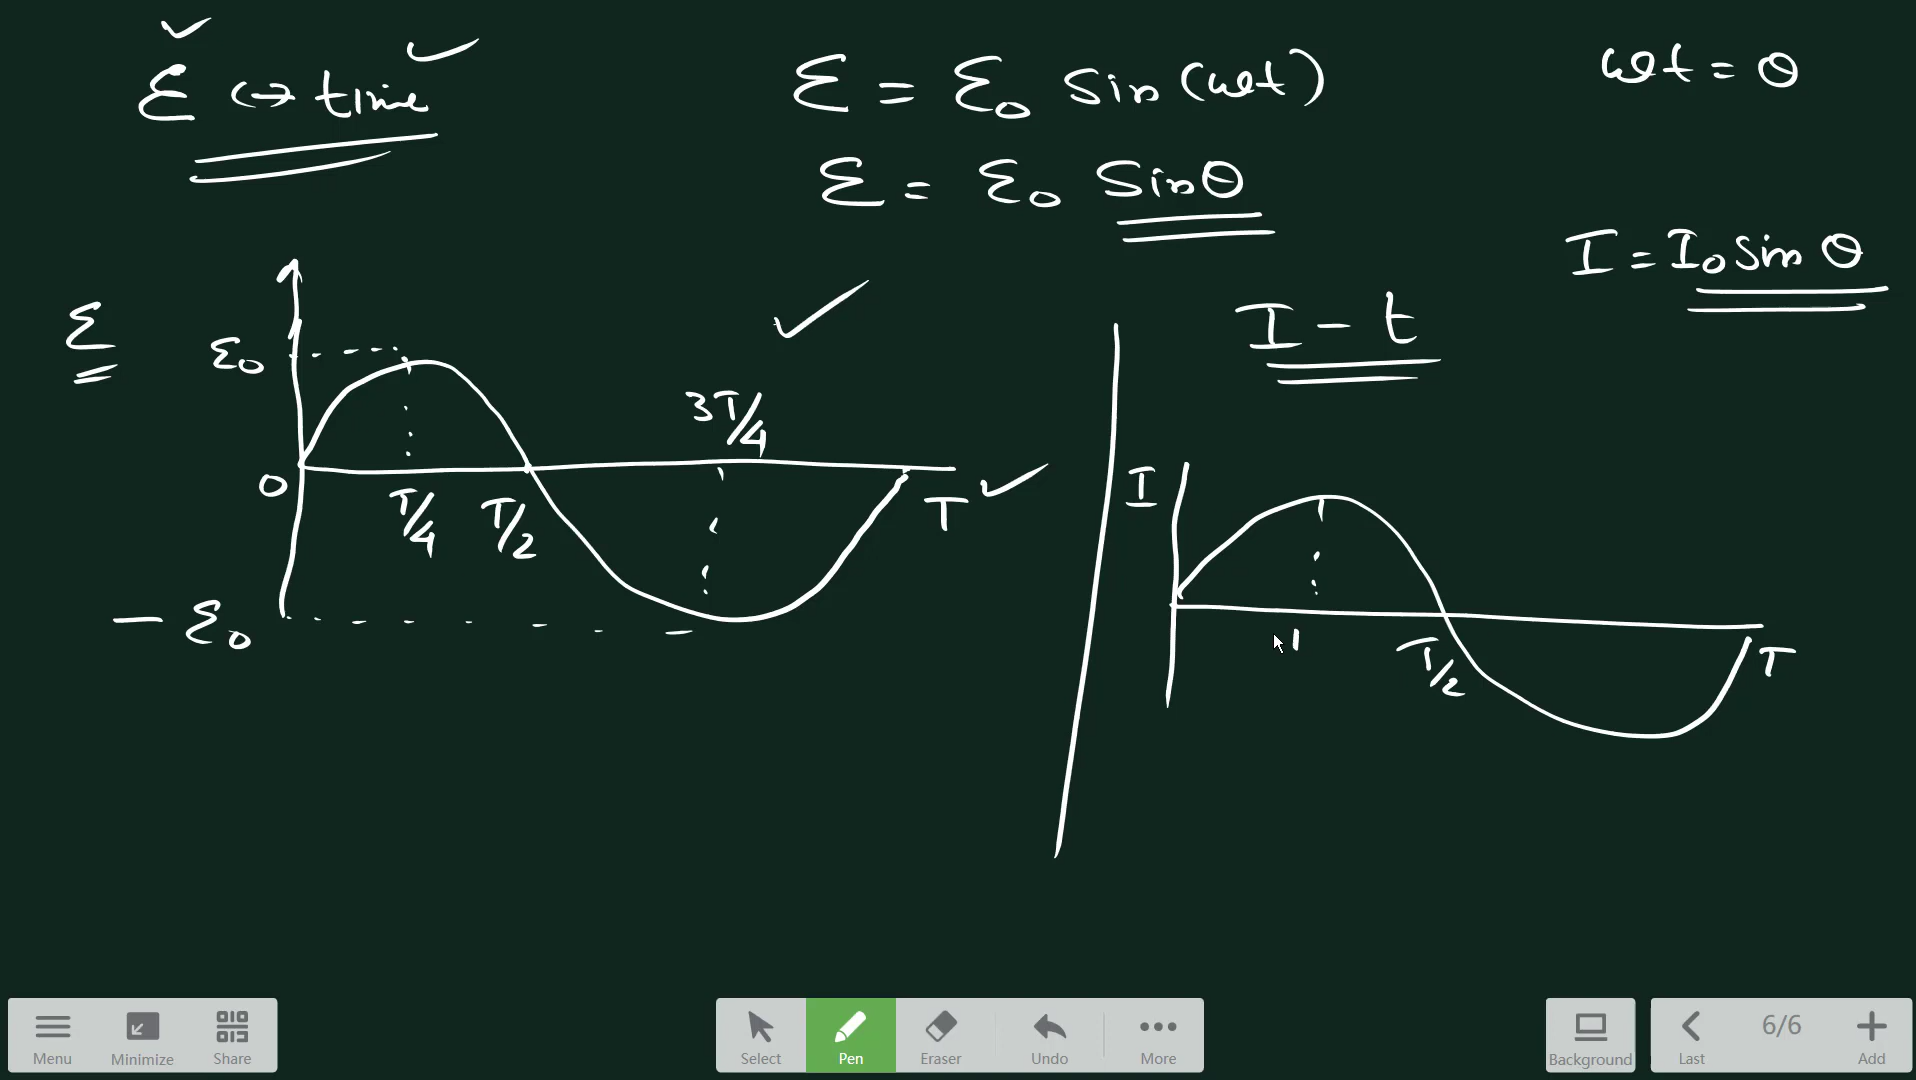 ε ↔ time
ε = ε₀ sin(ωt)
ωt = θ
ε = ε₀ sinθ
I = I₀ sin θ
I - t
ε
ε₀
3T/4
0
T/4
T/2
T
- ε₀
I
T/2
T
Menu
Minimize
Share
Select
Pen
Eraser
Undo
More
Background
Last
6/6
Add